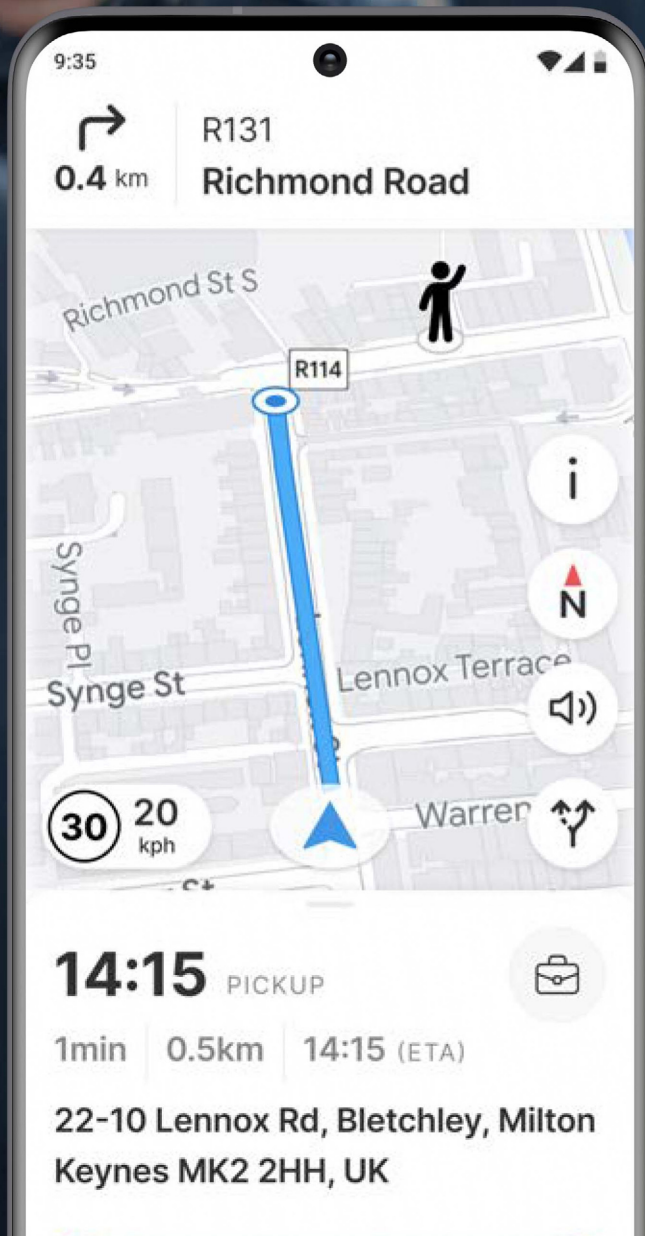 9:35
R131
0.4 km
Richmond Road
Richmond St S
R114
i
N
Synge Pl
Lennox Terrace
Synge St
30
20
kph
Warren
St
14:15 PICKUP
1min 0.5km 14:15 (ETA)
22-10 Lennox Rd, Bletchley, Milton
Keynes MK2 2HH, UK